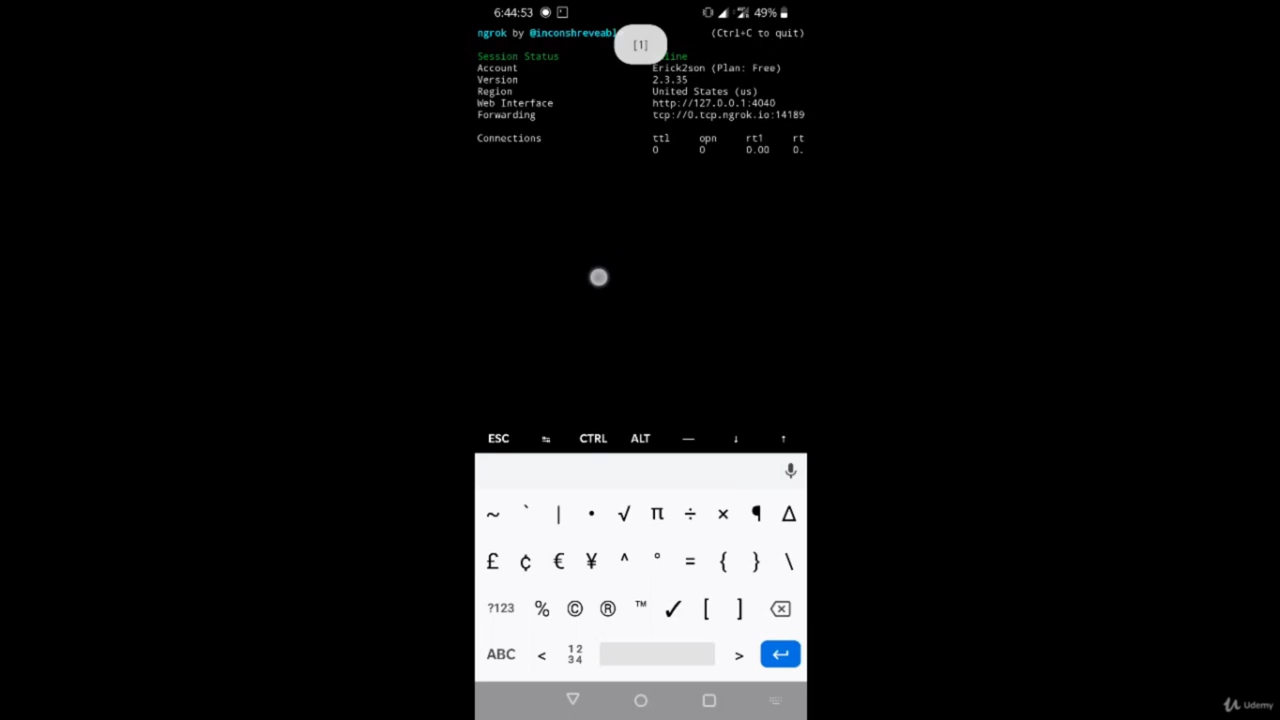 6:44:53 49%
ngrok by @inconshreveabl (Ctrl+C to quit)
[1]
Session Status line
Account Erick2son (Plan: Free)
Version 2.3.35
Region United States (us)
Web Interface http://127.0.0.1:4040
Forwarding tcp://0.tcp.ngrok.io:14189
Connections ttl opn rt1 rt
0 0 0.00 0.
ESC ↹ CTRL ALT — ↓ ↑
~ ` | • √ π ÷ × ¶ Δ
£ ¢ € ¥ ^ ° = { } \
?123 % © ® ™ ✓ [ ]
ABC < 12 34 >
Udemy